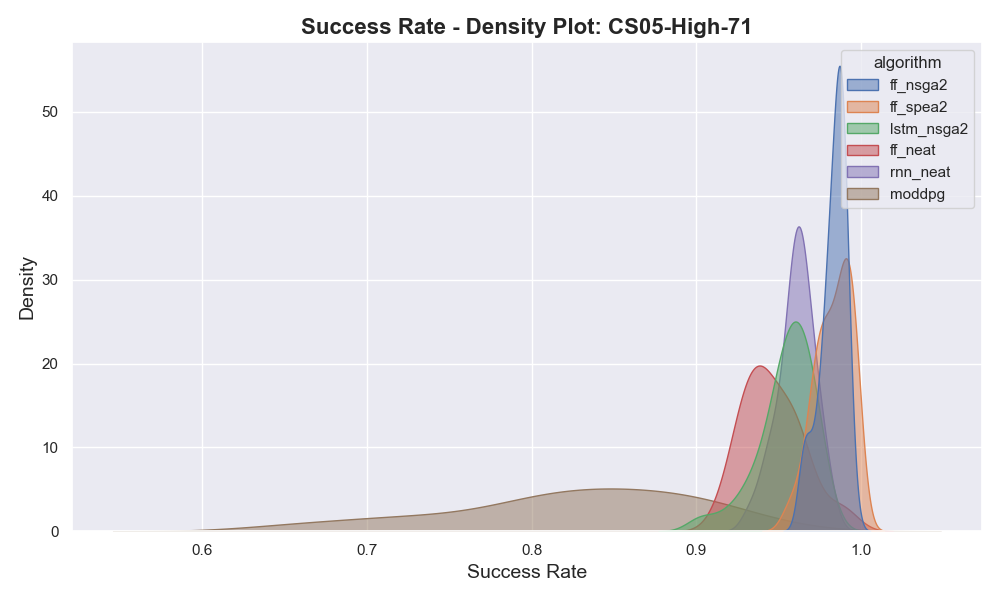 Success Rate - Density Plot: CS05-High-71
algorithm
ff_nsga2
ff_spea2
lstm_nsga2
ff_neat
rnn_neat
moddpg
Density
50
40
30
20
10
0
0.6 0.7 0.8 0.9 1.0
Success Rate